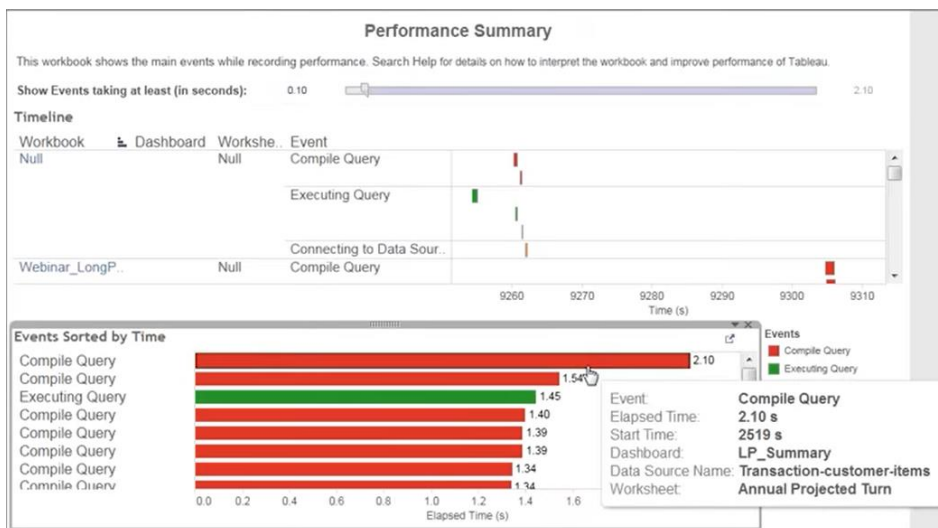 Performance Summary
This workbook shows the main events while recording performance. Search Help for details on how to interpret the workbook and improve performance of Tableau.
Show Events taking at least (in seconds): 0.10 2.10
Timeline
Workbook Dashboard Workshe.. Event
Null Null Compile Query
Executing Query
Connecting to Data Sour..
Webinar_LongP.. Null Compile Query
9260 9270 9280 9290 9300 9310
Time (s)
Events Sorted by Time
Compile Query 2.10
Compile Query 1.54
Executing Query 1.45
Compile Query 1.40
Compile Query 1.39
Compile Query 1.39
Compile Query 1.34
Compile Query 1.34
0.0 0.2 0.4 0.6 0.8 1.0 1.2 1.4 1.6
Elapsed Time (s)
Events
Compile Query
Executing Query
Event: Compile Query
Elapsed Time: 2.10 s
Start Time: 2519 s
Dashboard: LP_Summary
Data Source Name: Transaction-customer-items
Worksheet: Annual Projected Turn